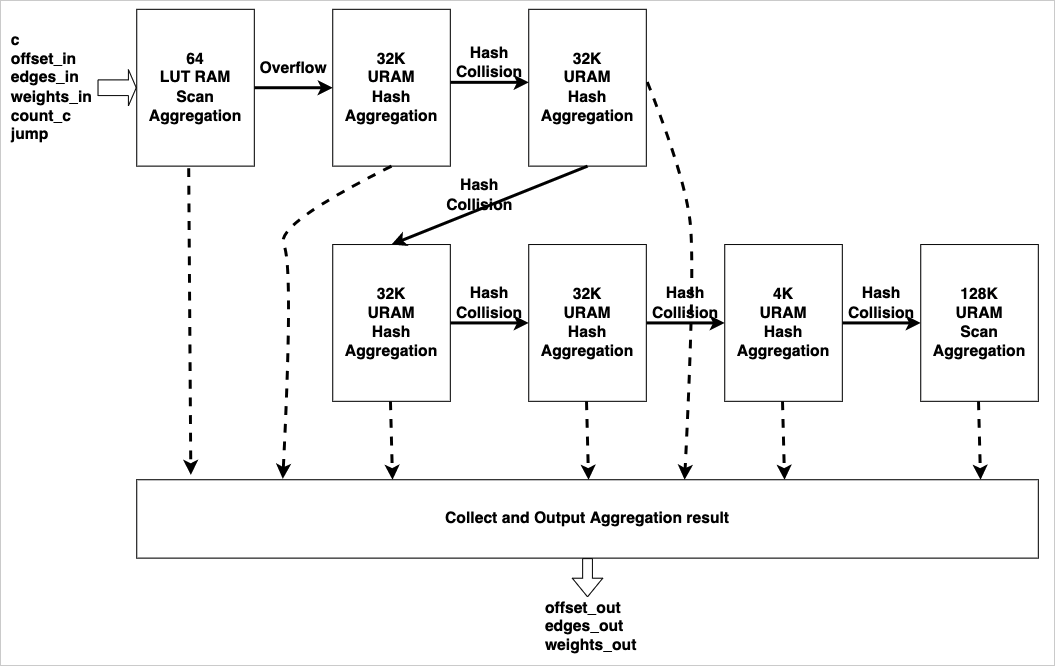 c
offset_in
edges_in
weights_in
count_c
jump
64
LUT RAM
Scan
Aggregation
Overflow
32K
URAM
Hash
Aggregation
Hash
Collision
32K
URAM
Hash
Aggregation
Hash
Collision
32K
URAM
Hash
Aggregation
Hash
Collision
32K
URAM
Hash
Aggregation
Hash
Collision
4K
URAM
Hash
Aggregation
Hash
Collision
128K
URAM
Scan
Aggregation
Collect and Output Aggregation result
offset_out
edges_out
weights_out